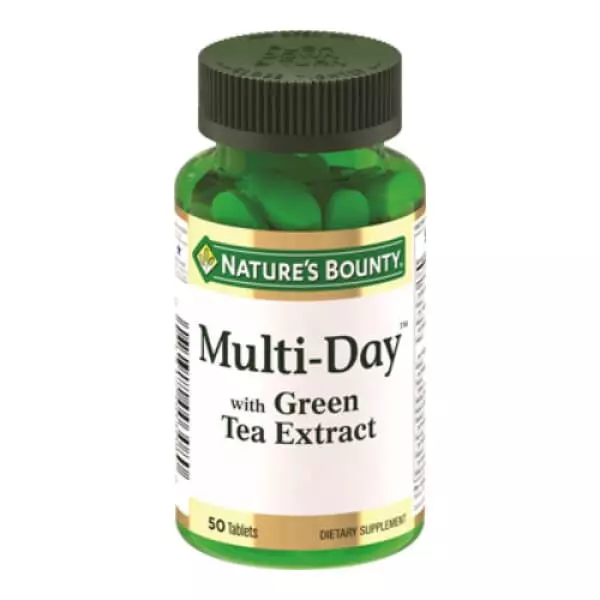 NATURE'S BOUNTY®
Multi-Day™
with Green
Tea Extract
50 Tablets
DIETARY SUPPLEMENT